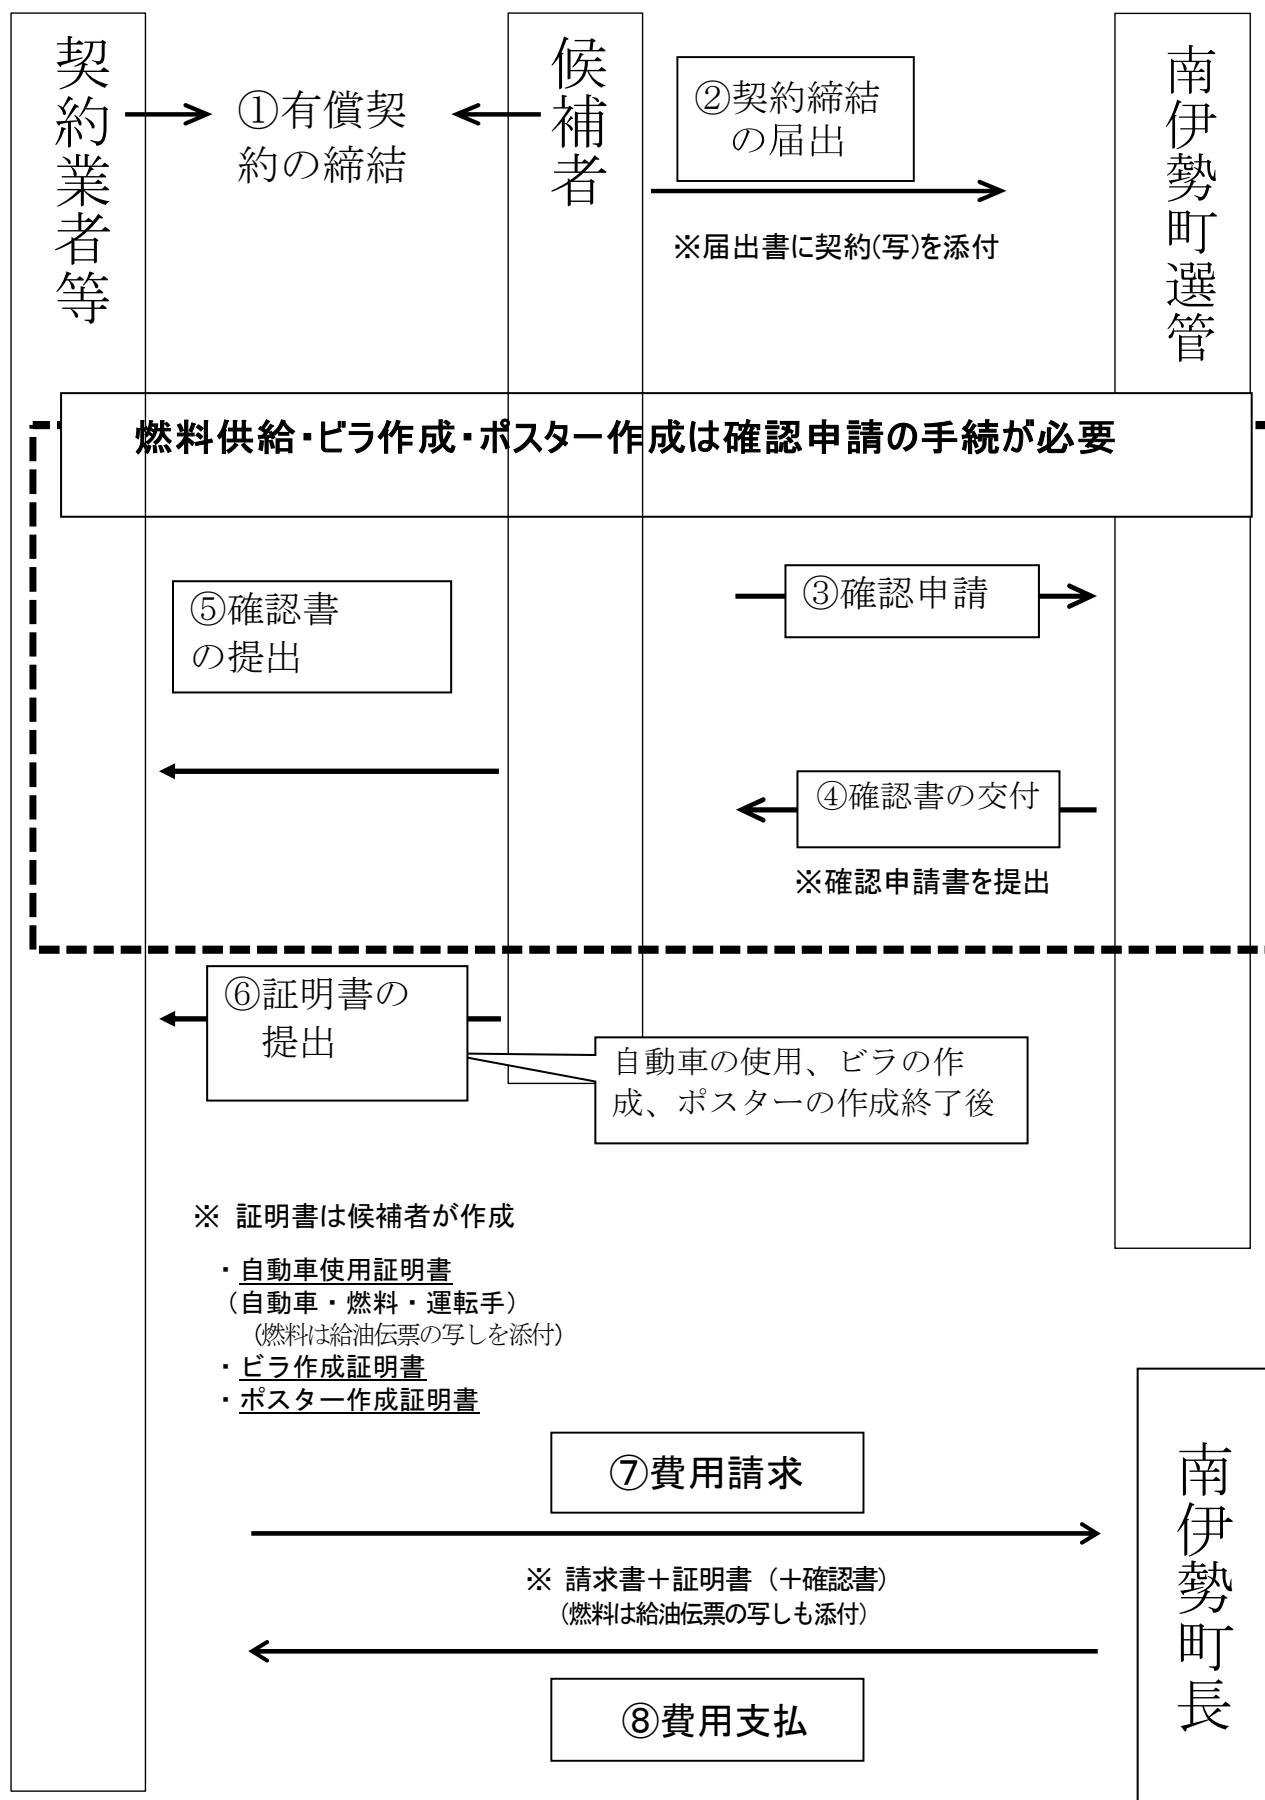 契約業者等
①有償契
約の締結
候補者
②契約締結
の届出
※届出書に契約(写)を添付
南伊勢町選管
燃料供給・ビラ作成・ポスター作成は確認申請の手続が必要
⑤確認書
の提出
③確認申請
④確認書の交付
※確認申請書を提出
⑥証明書の
提出
自動車の使用、ビラの作
成、ポスターの作成終了後
※ 証明書は候補者が作成
・自動車使用証明書
（自動車・燃料・運転手）
（燃料は給油伝票の写しを添付）
・ビラ作成証明書
・ポスター作成証明書
⑦費用請求
※ 請求書＋証明書（＋確認書）
（燃料は給油伝票の写しも添付）
⑧費用支払
南伊勢町長